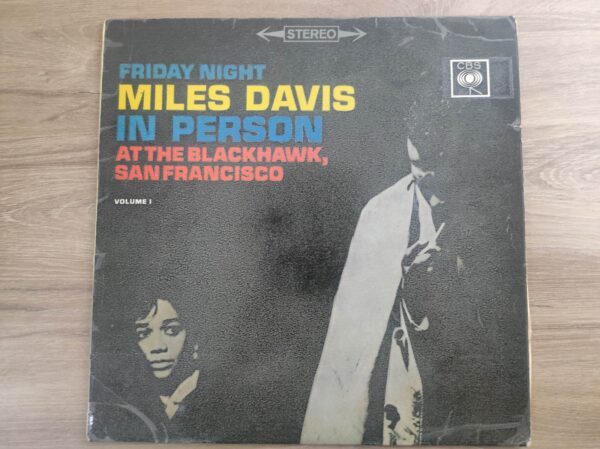 STEREO
CBS
FRIDAY NIGHT
MILES DAVIS
IN PERSON
AT THE BLACKHAWK,
SAN FRANCISCO
VOLUME I